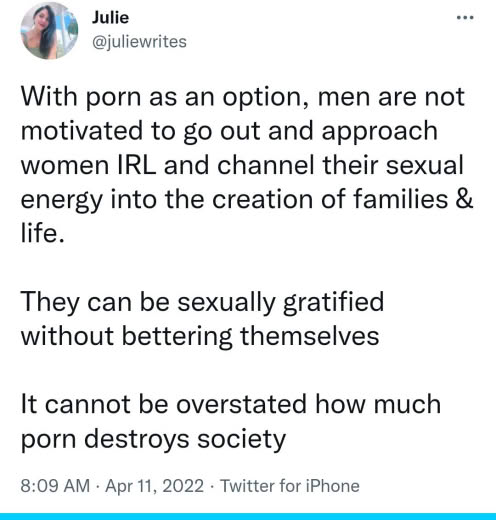 Julie
@juliewrites
With porn as an option, men are not
motivated to go out and approach
women IRL and channel their sexual
energy into the creation of families &
life.
They can be sexually gratified
without bettering themselves
It cannot be overstated how much
porn destroys society
8:09 AM · Apr 11, 2022 · Twitter for iPhone